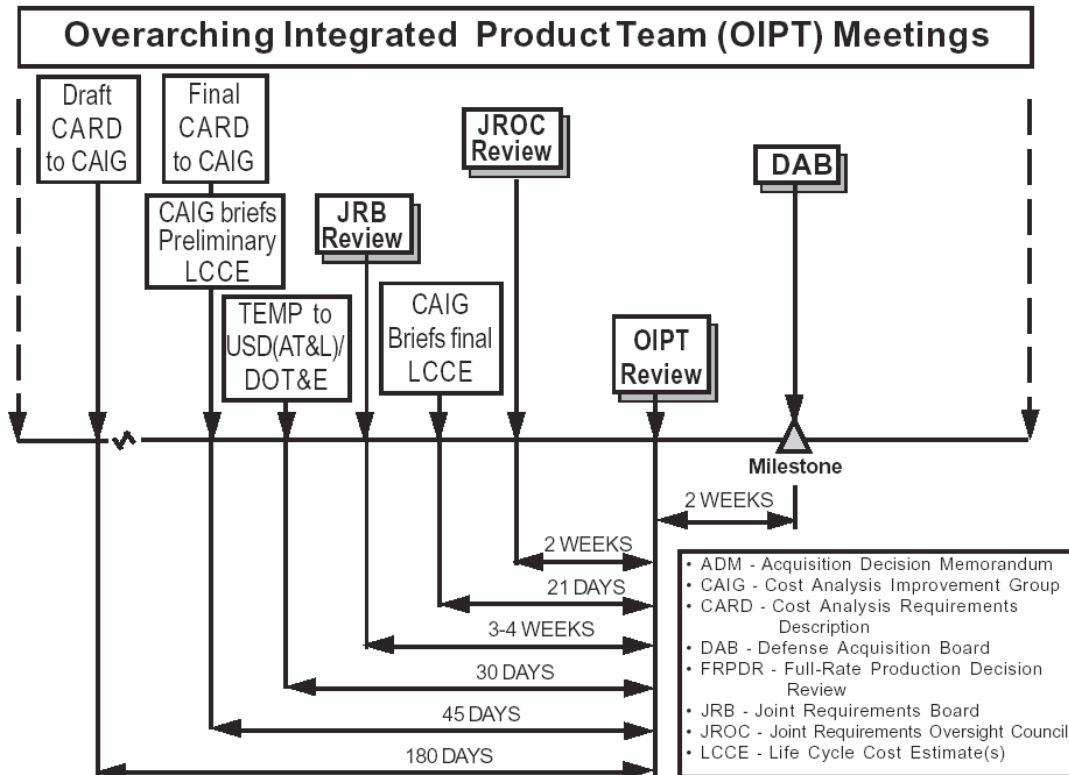 Overarching Integrated Product Team (OIPT) Meetings
Draft
CARD
to CAIG
Final
CARD
to CAIG
CAIG briefs
Preliminary
LCCE
TEMP to
USD(AT&L)/
DOT&E
JRB
Review
CAIG
Briefs final
LCCE
JROC
Review
OIPT
Review
DAB
Milestone
2 WEEKS
2 WEEKS
21 DAYS
3-4 WEEKS
30 DAYS
45 DAYS
180 DAYS
• ADM - Acquisition Decision Memorandum
• CAIG - Cost Analysis Improvement Group
• CARD - Cost Analysis Requirements
Description
• DAB - Defense Acquisition Board
• FRPDR - Full-Rate Production Decision
Review
• JRB - Joint Requirements Board
• JROC - Joint Requirements Oversight Council
• LCCE - Life Cycle Cost Estimate(s)